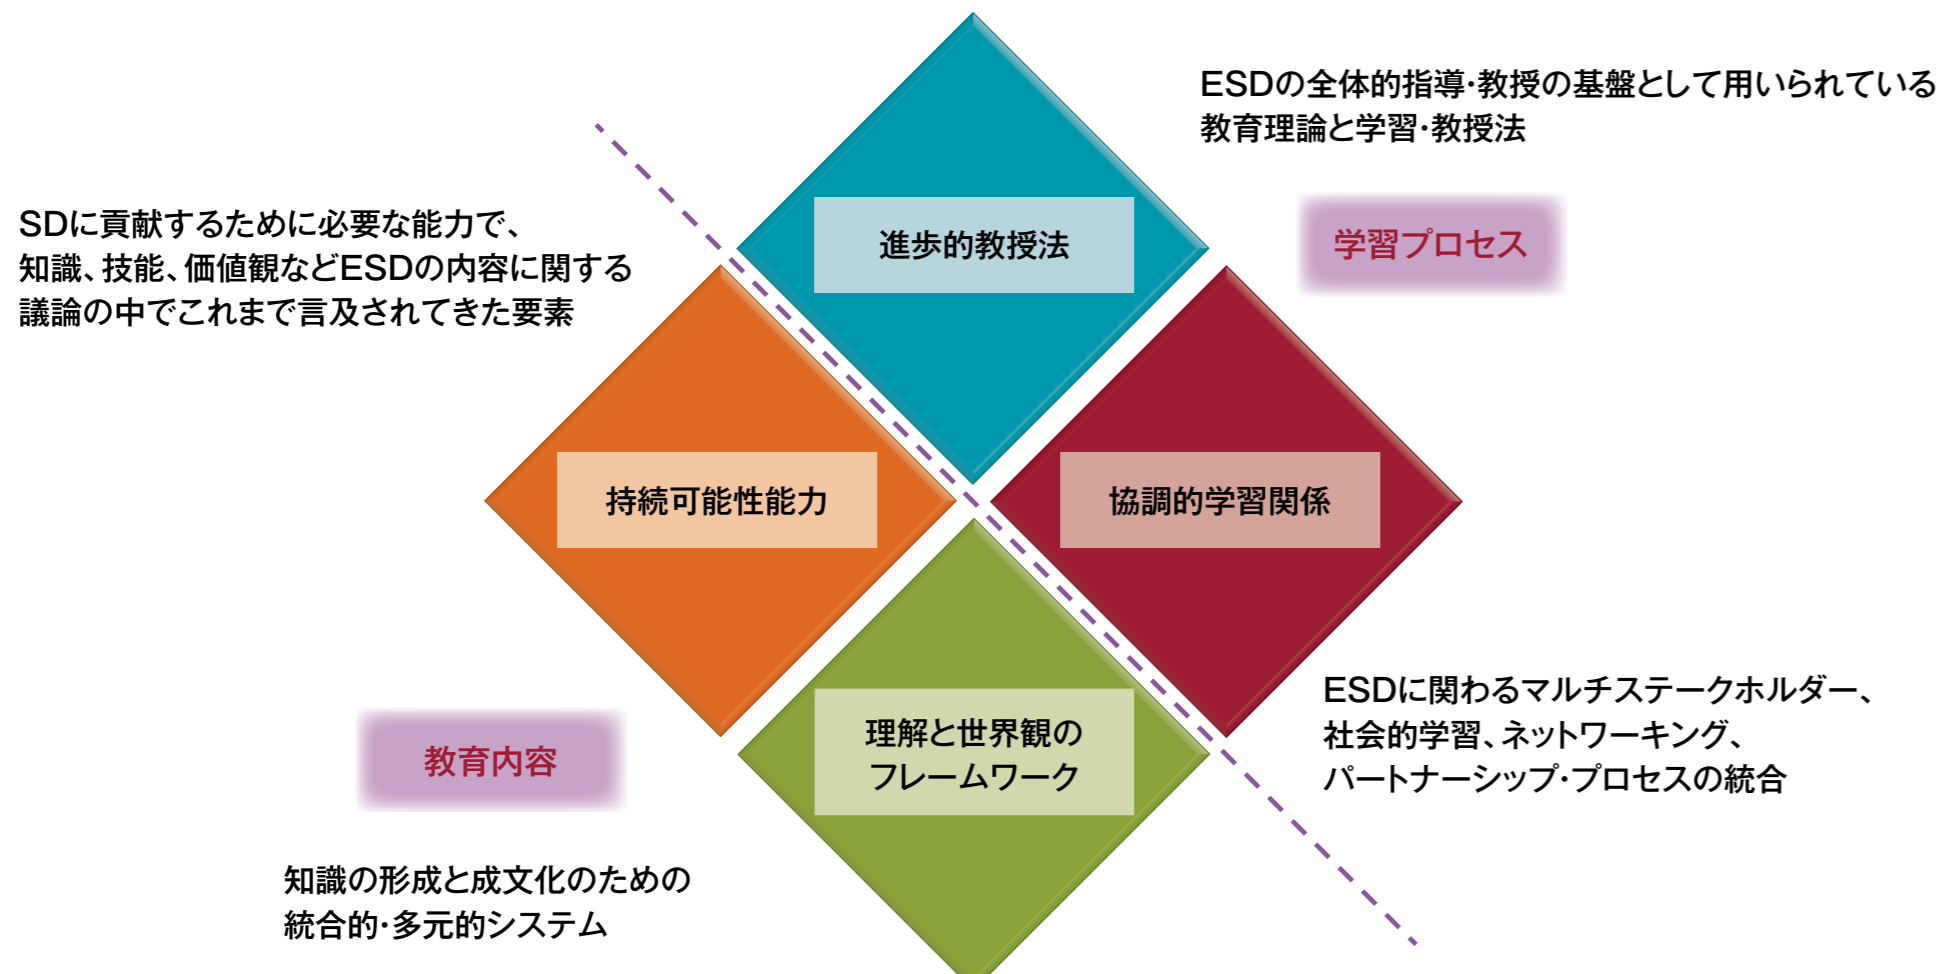 ESDの全体的指導・教授の基盤として用いられている
教育理論と学習・教授法
SDに貢献するために必要な能力で、
知識、技能、価値観などESDの内容に関する
議論の中でこれまで言及されてきた要素
進歩的教授法
学習プロセス
持続可能性能力
協調的学習関係
理解と世界観の
フレームワーク
教育内容
ESDに関わるマルチステークホルダー、
社会的学習、ネットワーキング、
パートナーシップ・プロセスの統合
知識の形成と成文化のための
統合的・多元的システム